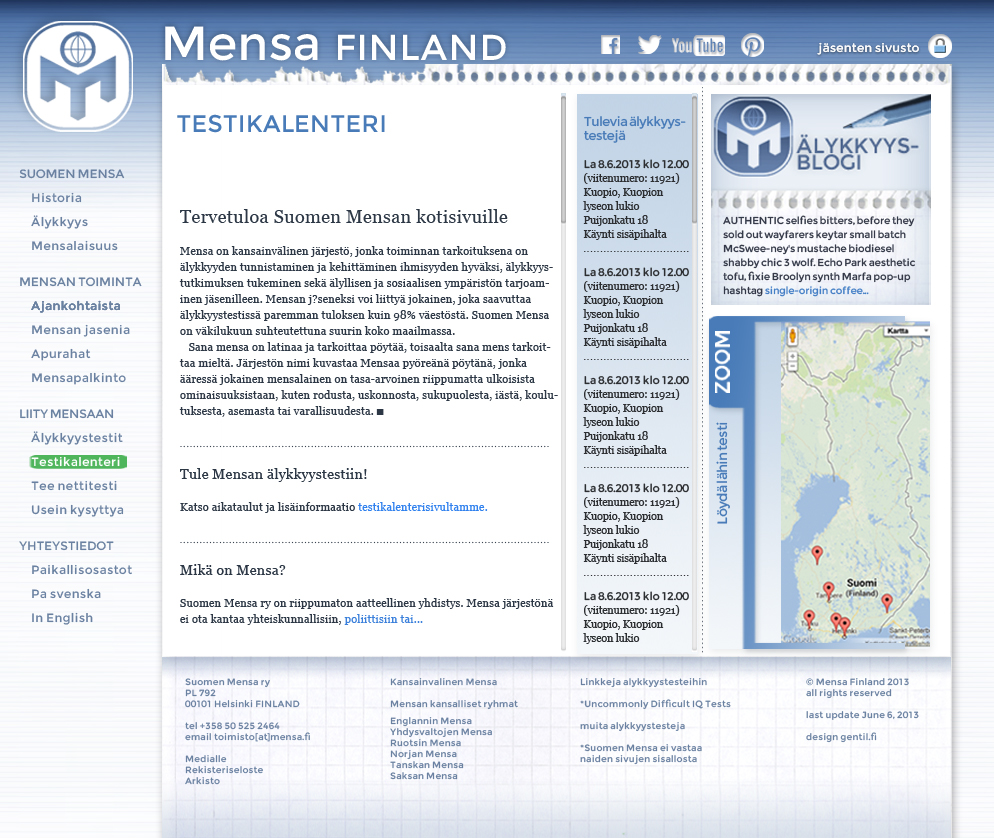 Mensa FINLAND
You Tube
jäsenten sivusto
SUOMEN MENSA
Historia
Älykkyys
Mensalaisuus
MENSAN TOIMINTA
Ajankohtaista
Mensan jasenia
Apurahat
Mensapalkinto
LIITY MENSAAN
Älykkyystestit
Testikalenteri
Tee nettitesti
Usein kysyttya
YHTEYSTIEDOT
Paikallisosastot
Pa svenska
In English
TESTIKALENTERI
Tervetuloa Suomen Mensan kotisivuille
Mensa on kansainvälinen järjestö, jonka toiminnan tarkoituksena on
älykkyyden tunnistaminen ja kehittäminen ihmisyyden hyväksi, älykkyys-
tutkimuksen tukeminen sekä älyllisen ja sosiaalisen ympäristön tarjoam-
inen jäsenilleen. Mensan j?seneksi voi liittyä jokainen, joka saavuttaa
älykkyystestissä paremman tuloksen kuin 98% väestöstä. Suomen Mensa
on väkilukuun suhteutettuna suurin koko maailmassa.
Sana mensa on latinaa ja tarkoittaa pöytää, toisaalta sana mens tarkoit-
taa mieltä. Järjestön nimi kuvastaa Mensaa pyöreänä pöytänä, jonka
ääressä jokainen mensalainen on tasa-arvoinen riippumatta ulkoisista
ominaisuuksistaan, kuten rodusta, uskonnosta, sukupuolesta, iästä, koulu-
tuksesta, asemasta tai varallisuudesta. ■
Tule Mensan älykkyystestiin!
Katso aikataulut ja lisäinformaatio testikalenterisivultamme.
Mikä on Mensa?
Suomen Mensa ry on riippumaton aatteellinen yhdistys. Mensa järjestönä
ei ota kantaa yhteiskunnallisiin, poliittisiin tai...
Tulevia älykkyys-
testejä
La 8.6.2013 klo 12.00
(viitenumero: 11921)
Kuopio, Kuopion
lyseon lukio
Puijonkatu 18
Käynti sisäpihalta
La 8.6.2013 klo 12.00
(viitenumero: 11921)
Kuopio, Kuopion
lyseon lukio
Puijonkatu 18
Käynti sisäpihalta
La 8.6.2013 klo 12.00
(viitenumero: 11921)
Kuopio, Kuopion
lyseon lukio
Puijonkatu 18
Käynti sisäpihalta
La 8.6.2013 klo 12.00
(viitenumero: 11921)
Kuopio, Kuopion
lyseon lukio
Puijonkatu 18
Käynti sisäpihalta
La 8.6.2013 klo 12.00
(viitenumero: 11921)
Kuopio, Kuopion
lyseon lukio
ÄLYKKYYS-
BLOGI
AUTHENTIC selfies bitters, before they
sold out wayfarers keytar small batch
McSwee-ney's mustache biodiesel
shabby chic 3 wolf. Echo Park aesthetic
tofu, fixie Broolyn synth Marfa pop-up
hashtag single-origin coffee...
ZOOM
Löydä lähin testi
Kartta
Suomi
(Finland)
Tampere
Turku
Helsinki
Sankt-Peterb
Suomen Mensa ry
PL 792
00101 Helsinki FINLAND
tel +358 50 525 2464
email toimisto[at]mensa.fi
Medialle
Rekisteriseloste
Arkisto
Kansainvalinen Mensa
Mensan kansalliset ryhmat
Englannin Mensa
Yhdysvaltojen Mensa
Ruotsin Mensa
Norjan Mensa
Tanskan Mensa
Saksan Mensa
Linkkeja alykkyystesteihin
*Uncommonly Difficult IQ Tests
muita alykkyystesteja
*Suomen Mensa ei vastaa
naiden sivujen sisallosta
© Mensa Finland 2013
all rights reserved
last update June 6, 2013
design gentil.fi